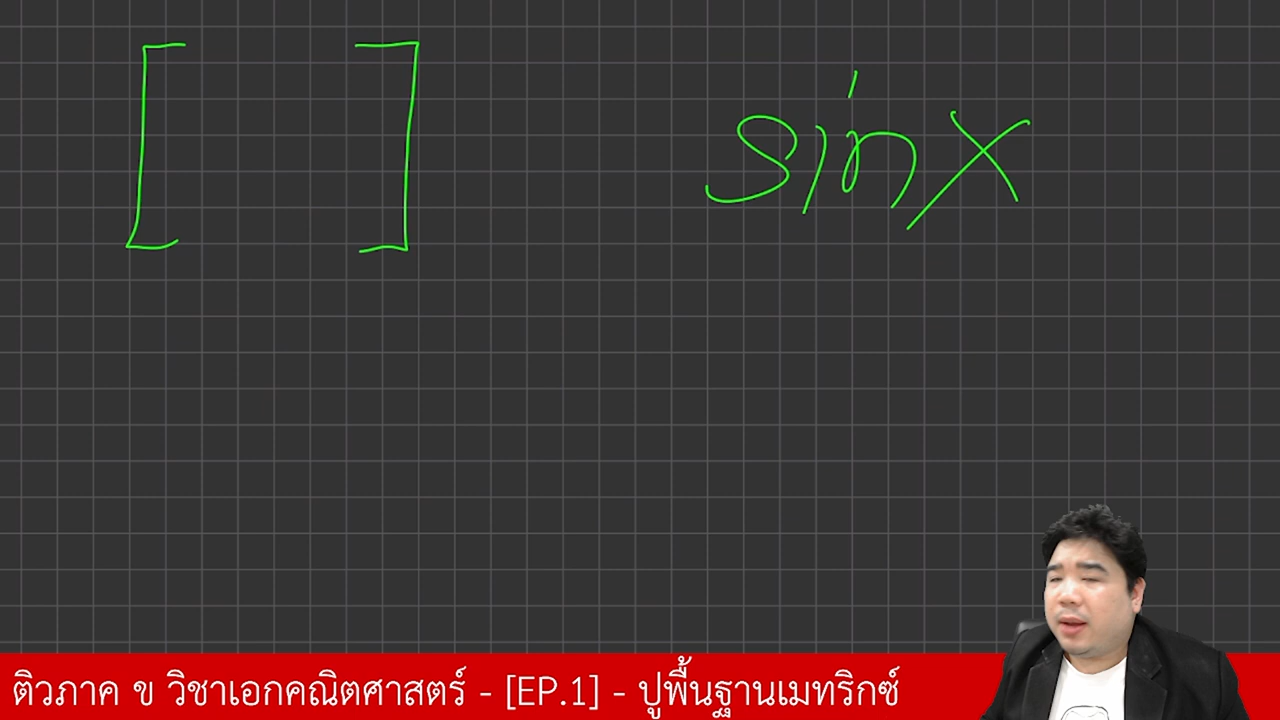 [ ] sinx
ติวภาค ข วิชาเอกคณิตศาสตร์ - [EP.1] - ปูพื้นฐานเมทริกซ์